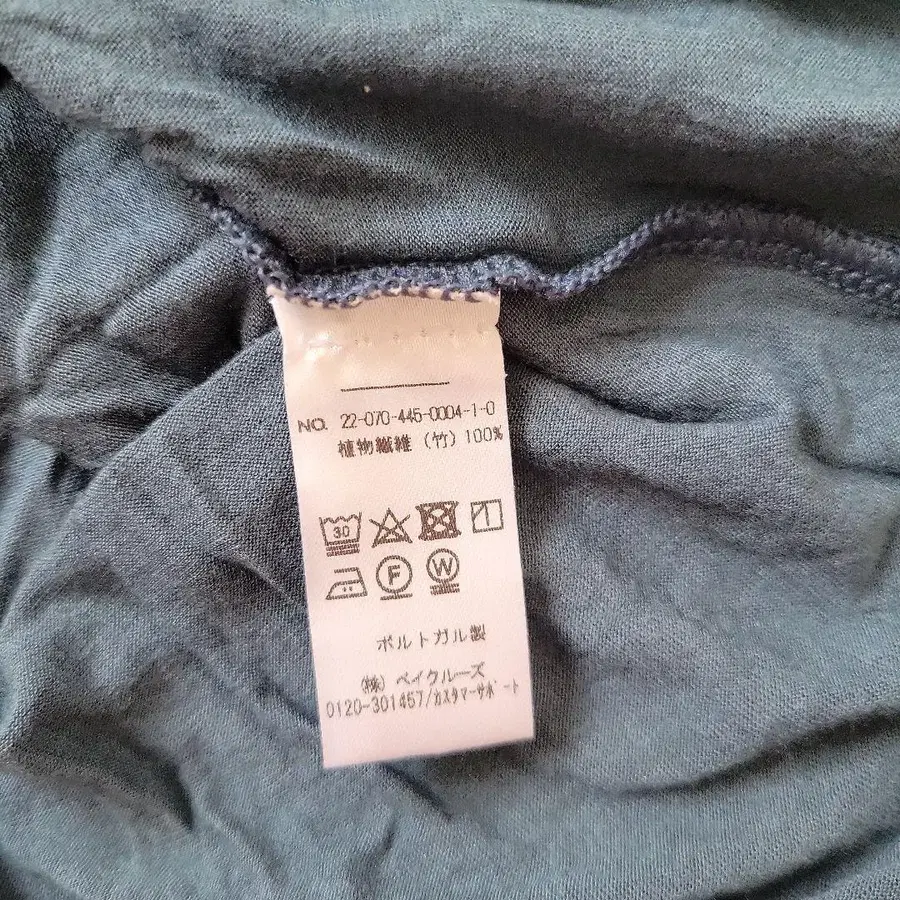 NO. 22-070-445-0004-1-0
植物繊維 (竹) 100%
30
F W
ポルトガル製
(株) ベイクルーズ
0120-301457/カスタマーサポート